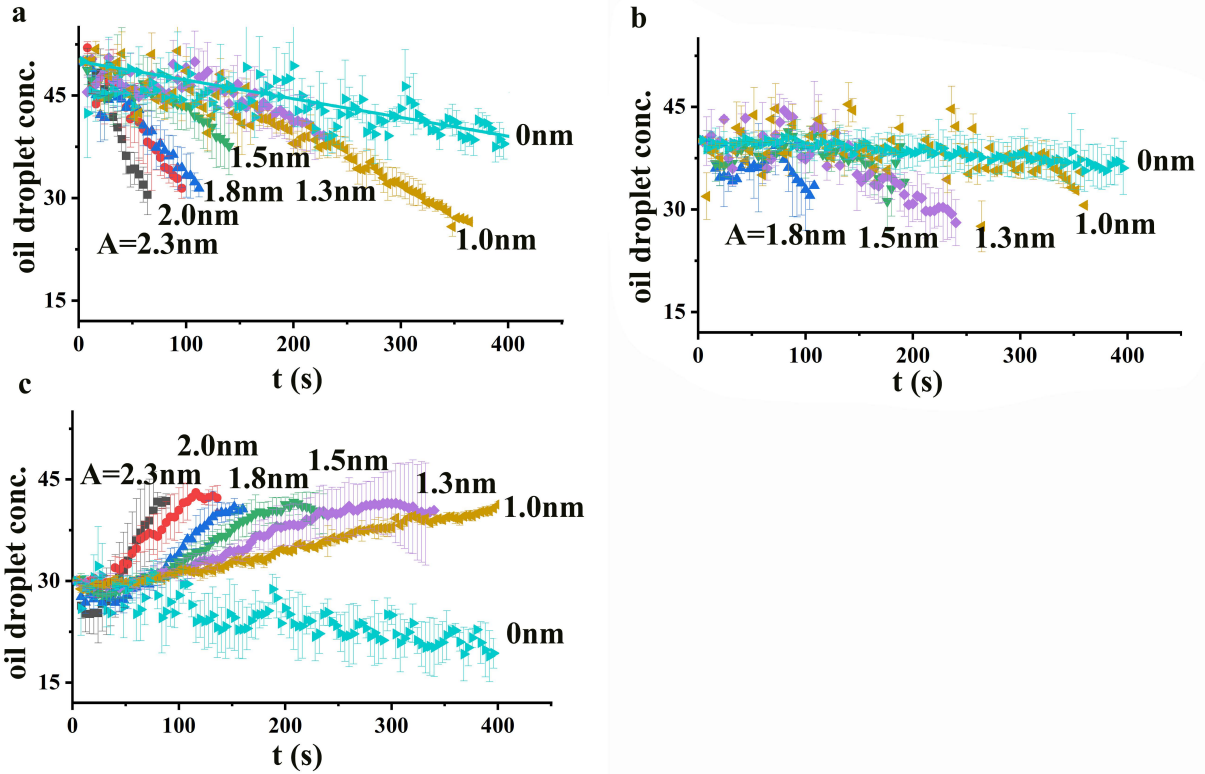 a
oil droplet conc.
45
30
15
0
100
200
300
400
t (s)
0nm
1.5nm
1.8nm
1.3nm
2.0nm
1.0nm
A=2.3nm
b
oil droplet conc.
45
30
15
0
100
200
300
400
t (s)
0nm
1.0nm
A=1.8nm
1.5nm
1.3nm
c
oil droplet conc.
45
30
15
0
100
200
300
400
t (s)
2.0nm
A=2.3nm
1.8nm
1.5nm
1.3nm
1.0nm
0nm